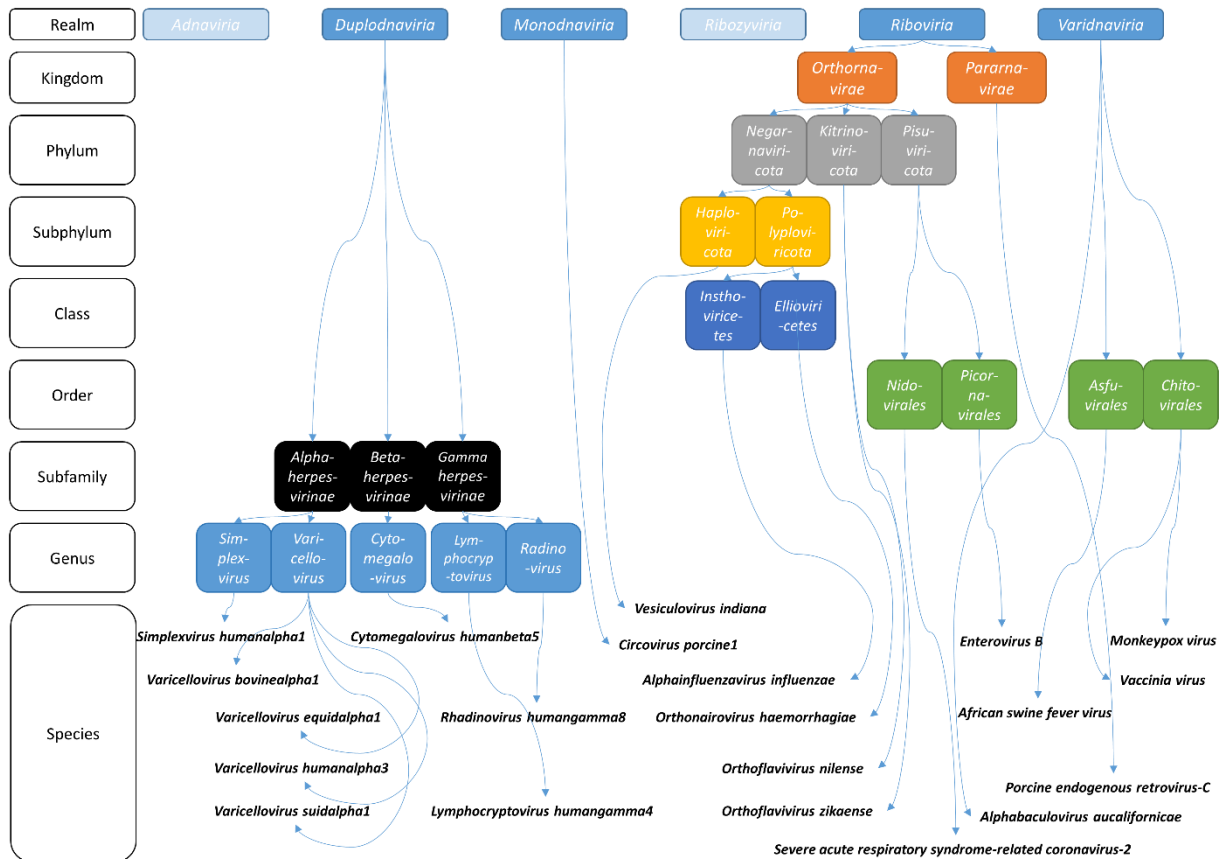 Realm
Adnaviria
Duplodnaviria
Monodnaviria
Ribozyviria
Riboviria
Varidnaviria
Kingdom
Orthorna-
virae
Pararna-
virae
Phylum
Negar-
naviri-
cota
Kitrino-
viri-
cota
Pisu-
viri-
cota
Subphylum
Haplo-
viri-
cota
Po-
lyplovi-
ricota
Class
Instho-
virice-
tes
Elliovíri
-cetes
Order
Nido-
virales
Picor-
na-
virales
Asfu-
virales
Chito-
virales
Subfamily
Alpha-
herpes-
virinae
Beta-
herpes-
virinae
Gamma
herpes-
virinae
Genus
Sim-
plex-
virus
Vari-
cello-
virus
Cyto-
megalo
-virus
Lym-
phocryp
-tovirus
Radino
-virus
Species
Vesiculovirus indiana
Simplexvirus humanalpha1
Cytomegalovirus humanbeta5
Circovirus porcine1
Enterovirus B
Monkeypox virus
Varicellovirus bovinealpha1
Alphainfluenzavirus influenzae
Vaccinia virus
Varicellovirus equidalpha1
Rhadinovirus humangamma8
Orthonairovirus haemorrhagiae
African swine fever virus
Varicellovirus humanalpha3
Orthoflavivirus nilense
Porcine endogenous retrovirus-C
Varicellovirus suidalpha1
Lymphocryptovirus humangamma4
Orthoflavivirus zikaense
Alphabaculovirus aucalifornicae
Severe acute respiratory syndrome-related coronavirus-2